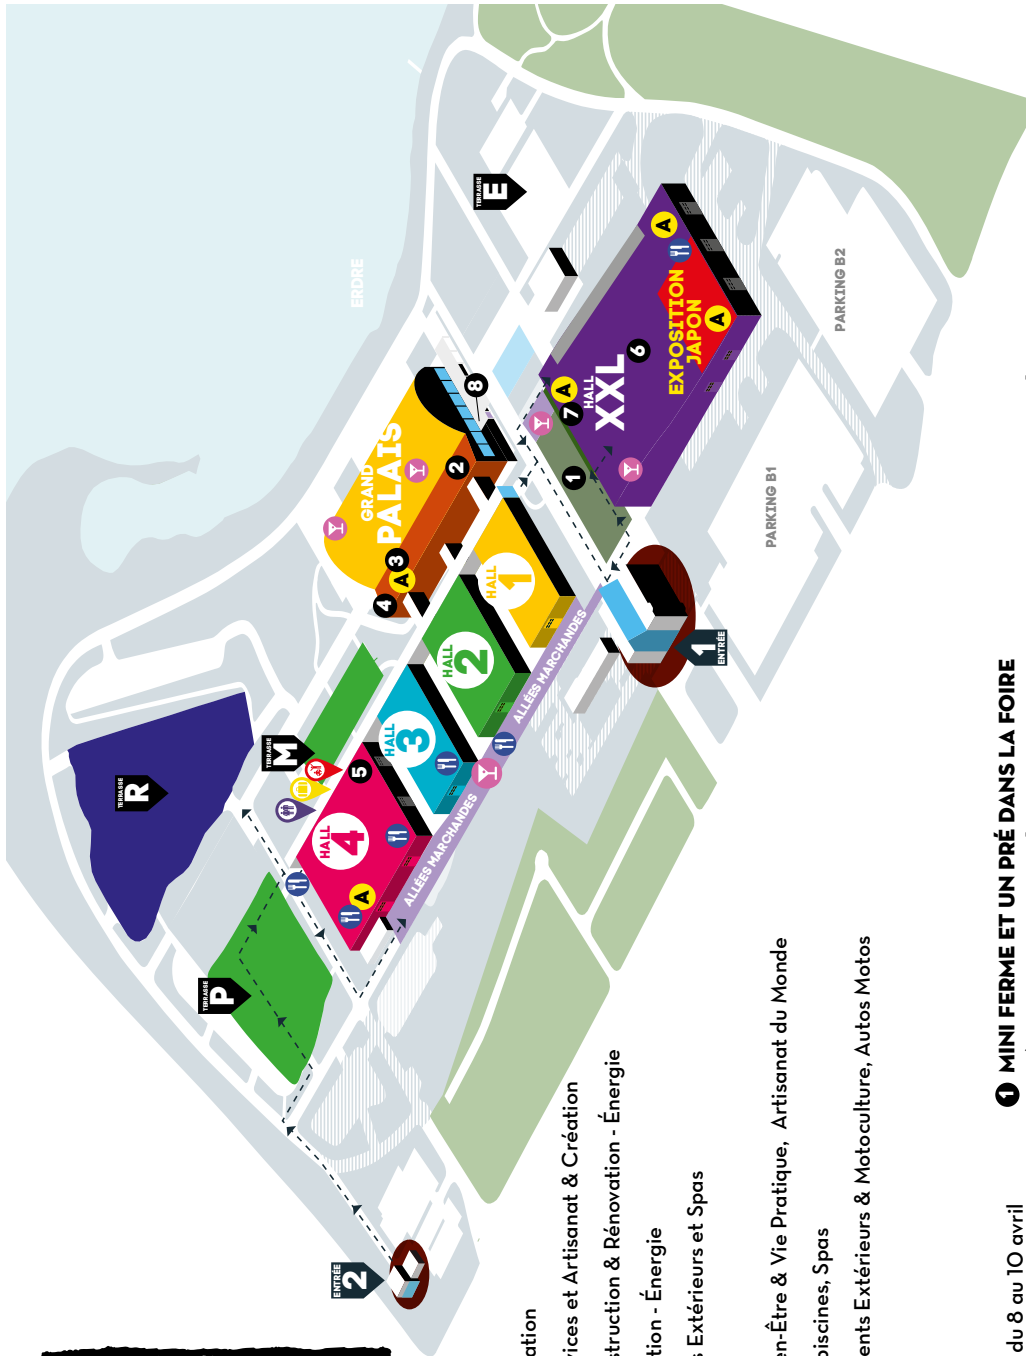 TERRASSE
R
TERRASSE
P
TERRASSE
M
ERDRE
TERRASSE
E
ENTRÉE
2
HALL
4
5
A
HALL
3
HALL
2
HALL
1
GRAND
PALAIS
4
A
3
2
8
ALLÉES MARCHANDES
ALLÉES MARCHANDES
1
7
A
HALL
XXL
6
EXPOSITION
JAPON
A
A
1
ENTRÉE
PARKING B1
PARKING B2
ation
vices et Artisanat & Création
struction & Rénovation - Énergie
tion - Énergie
s Extérieurs et Spas
en-Être & Vie Pratique, Artisanat du Monde
piscines, Spas
ents Extérieurs & Motoculture, Autos Motos
1 MINI FERME ET UN PRÉ DANS LA FOIRE
du 8 au 10 avril